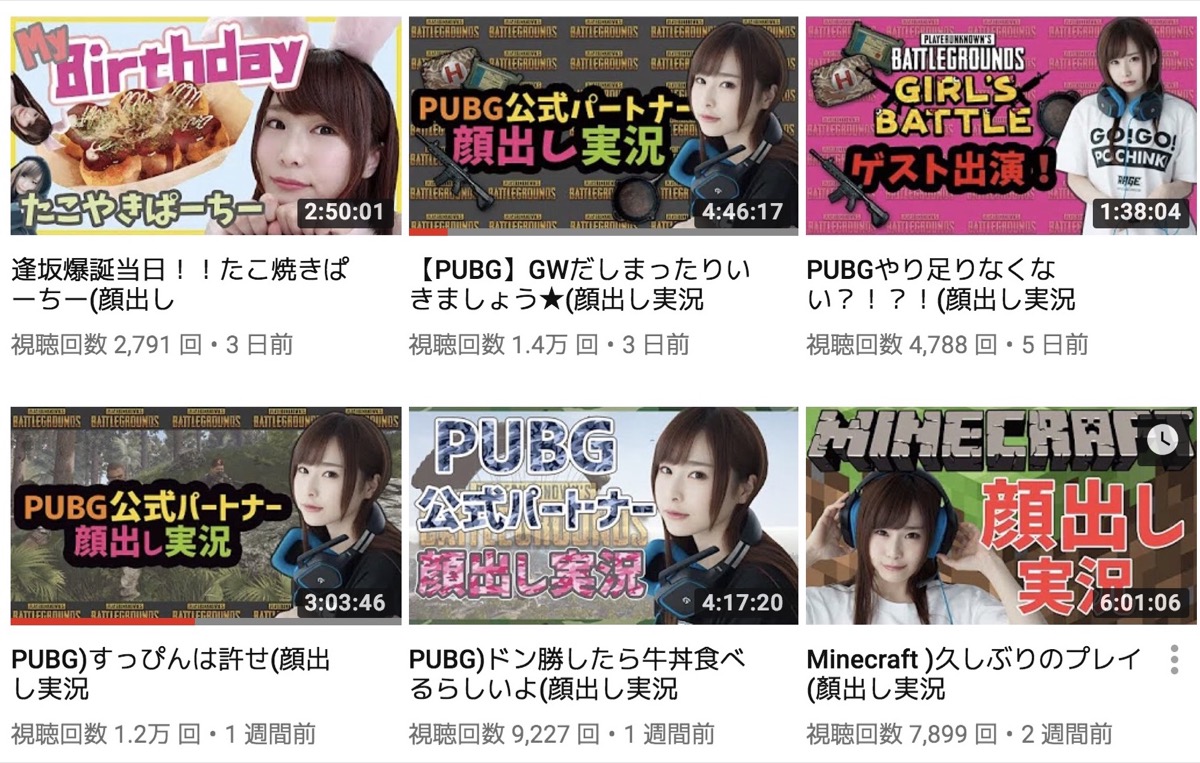 My
Birthday
たこやきぱーちー
2:50:01
逢坂爆誕当日！！たこ焼きぱ
ーちー(顔出し
視聴回数 2,791 回・3 日前
PUBG公式パートナー
顔出し実況
4:46:17
【PUBG】GWだしまったりい
きましょう★(顔出し実況
視聴回数 1.4万 回・3 日前
PLAYERUNKNOWN'S
BATTLEGROUNDS
GIRL'S
BATTLE
ゲスト出演！
GO!GO!
POCHINKI
RAGE
1:38:04
PUBGやり足りなくな
い？！？！(顔出し実況
視聴回数 4,788 回・5 日前
BATTLEGROUNDS BATTLEGROUNDS BATTLEGROUNDS BATTLEGROUNDS
PUBG公式パートナー
顔出し実況
3:03:46
PUBG)すっぴんは許せ(顔出
し実況
視聴回数 1.2万 回・1 週間前
PUBG
公式パートナー
顔出し実況
4:17:20
PUBG)ドン勝したら牛丼食べ
るらしいよ(顔出し実況
視聴回数 9,227 回・1 週間前
MINECRAFT
顔出し
実況
6:01:06
Minecraft )久しぶりのプレイ
(顔出し実況
視聴回数 7,899 回・2 週間前